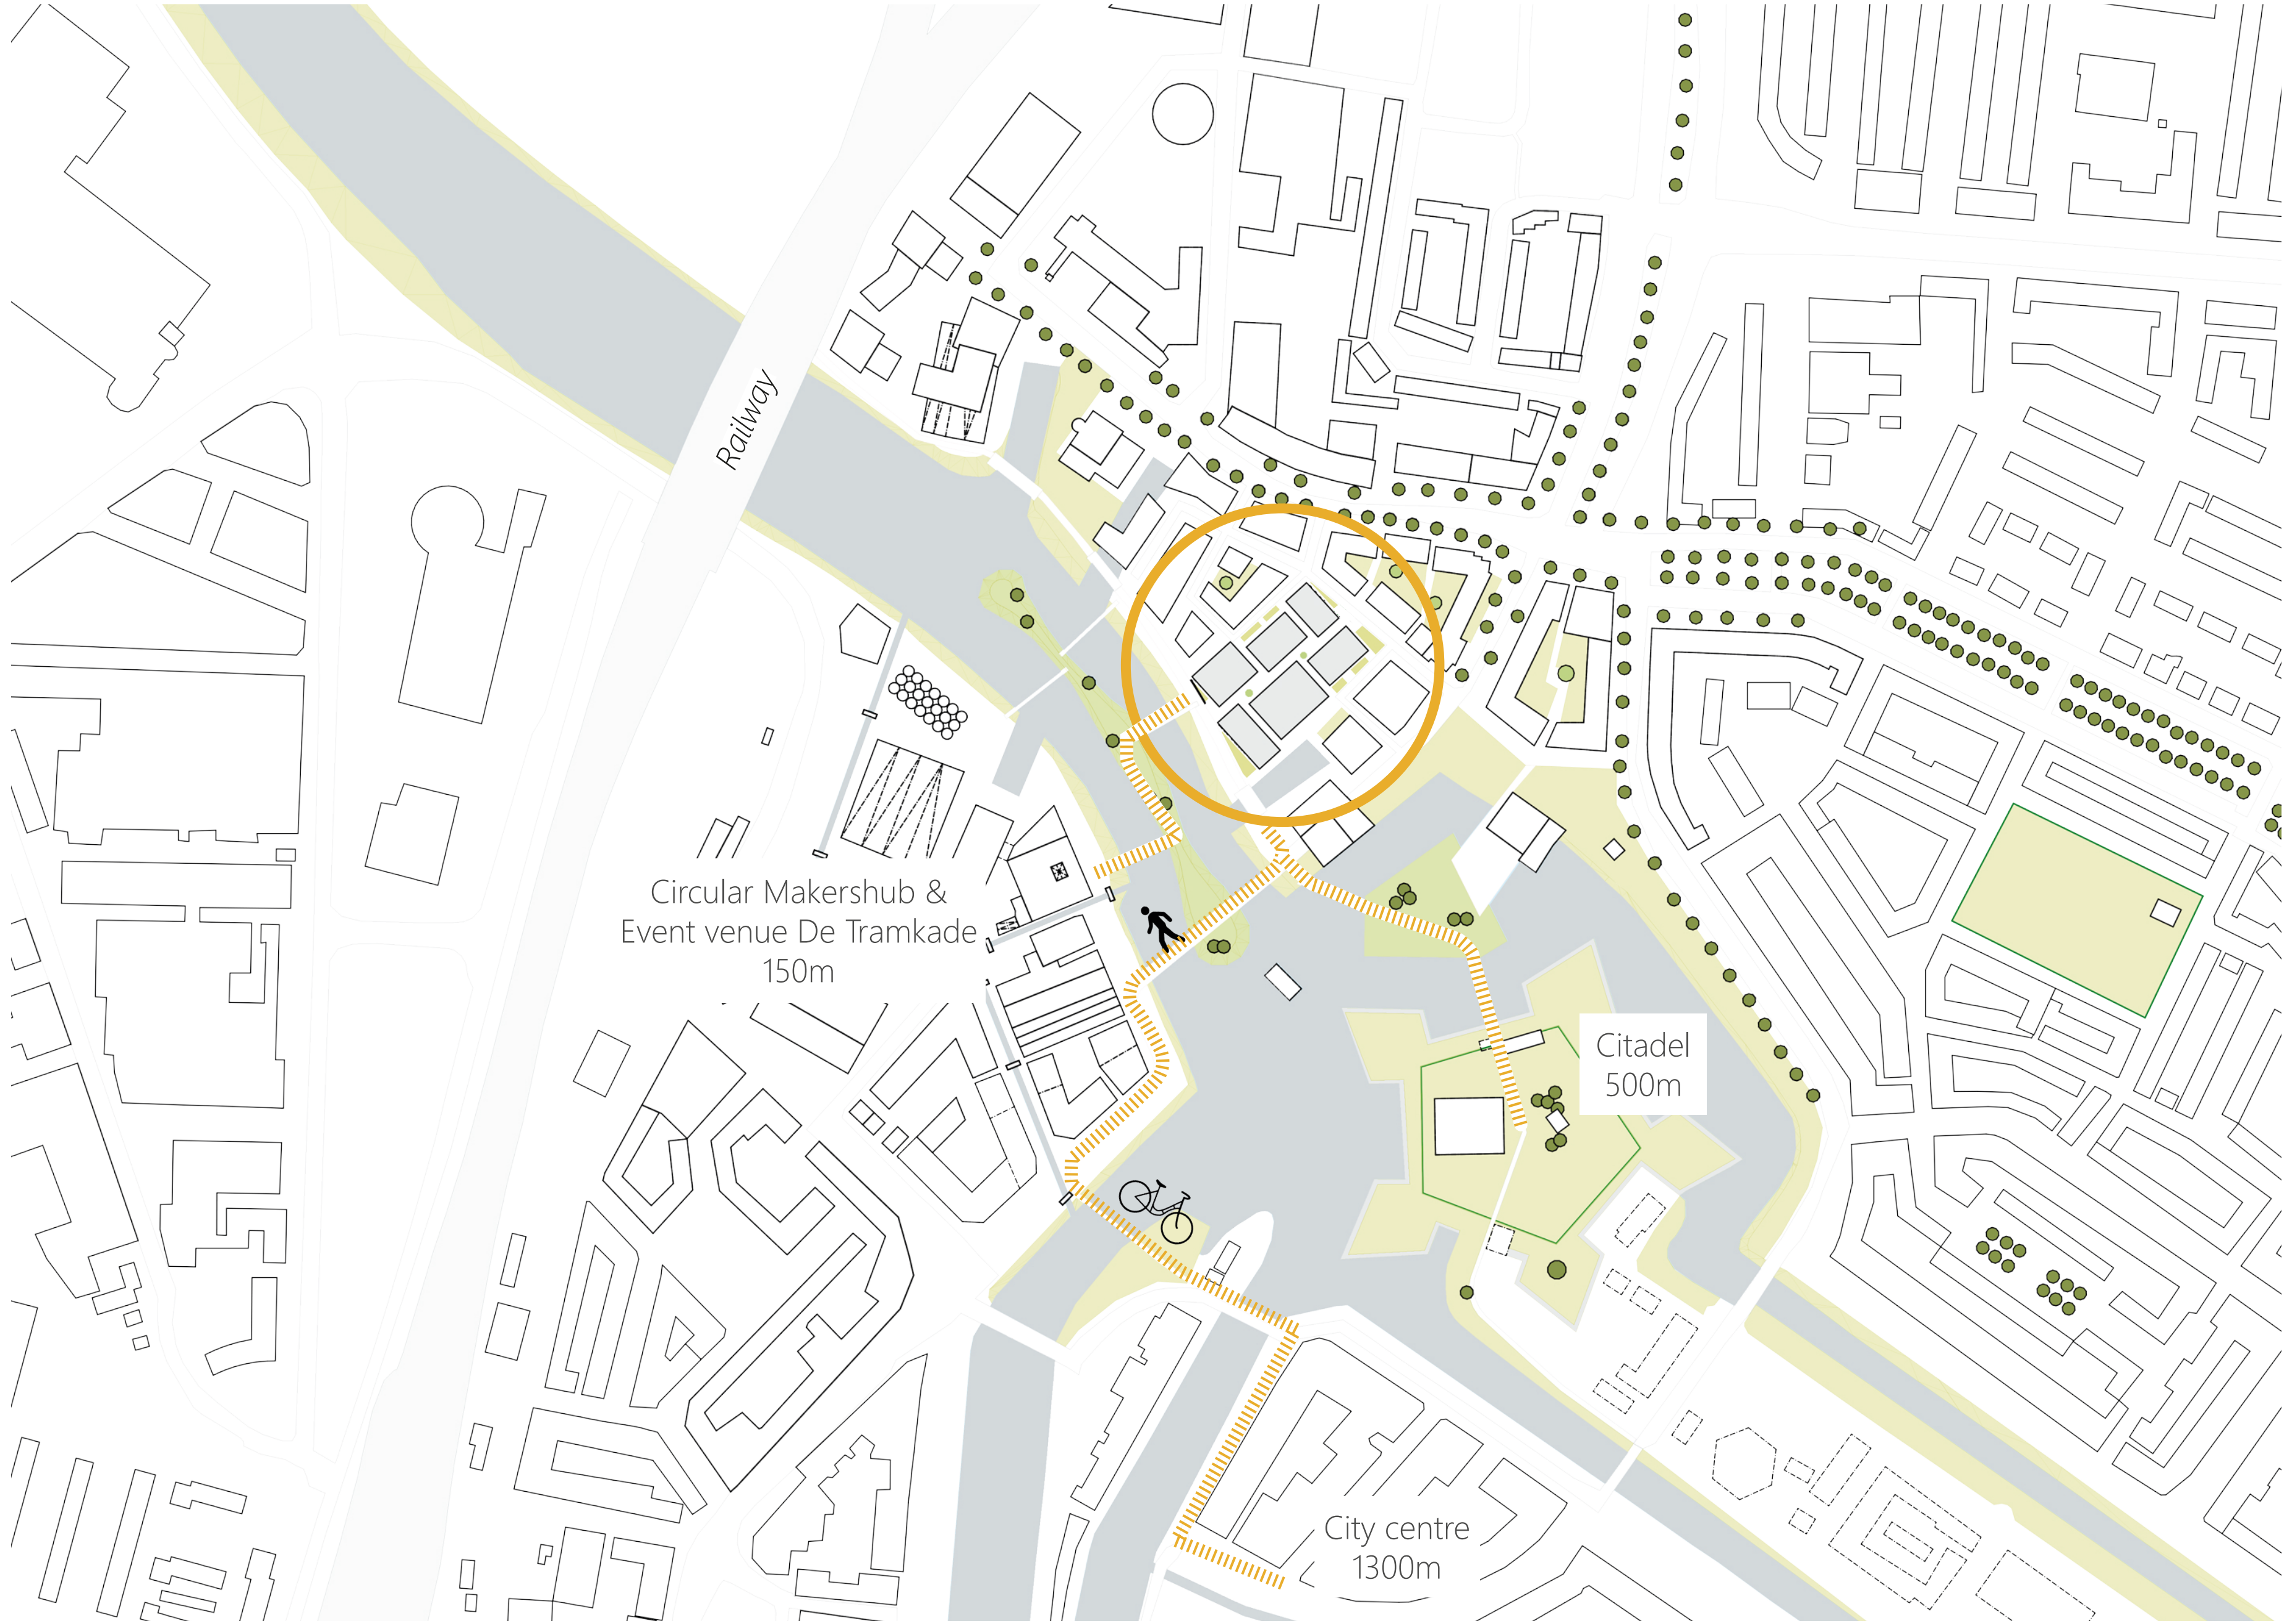 Railway
Circular Makershub &
Event venue De Tramkade
150m
Citadel
500m
City centre
1300m